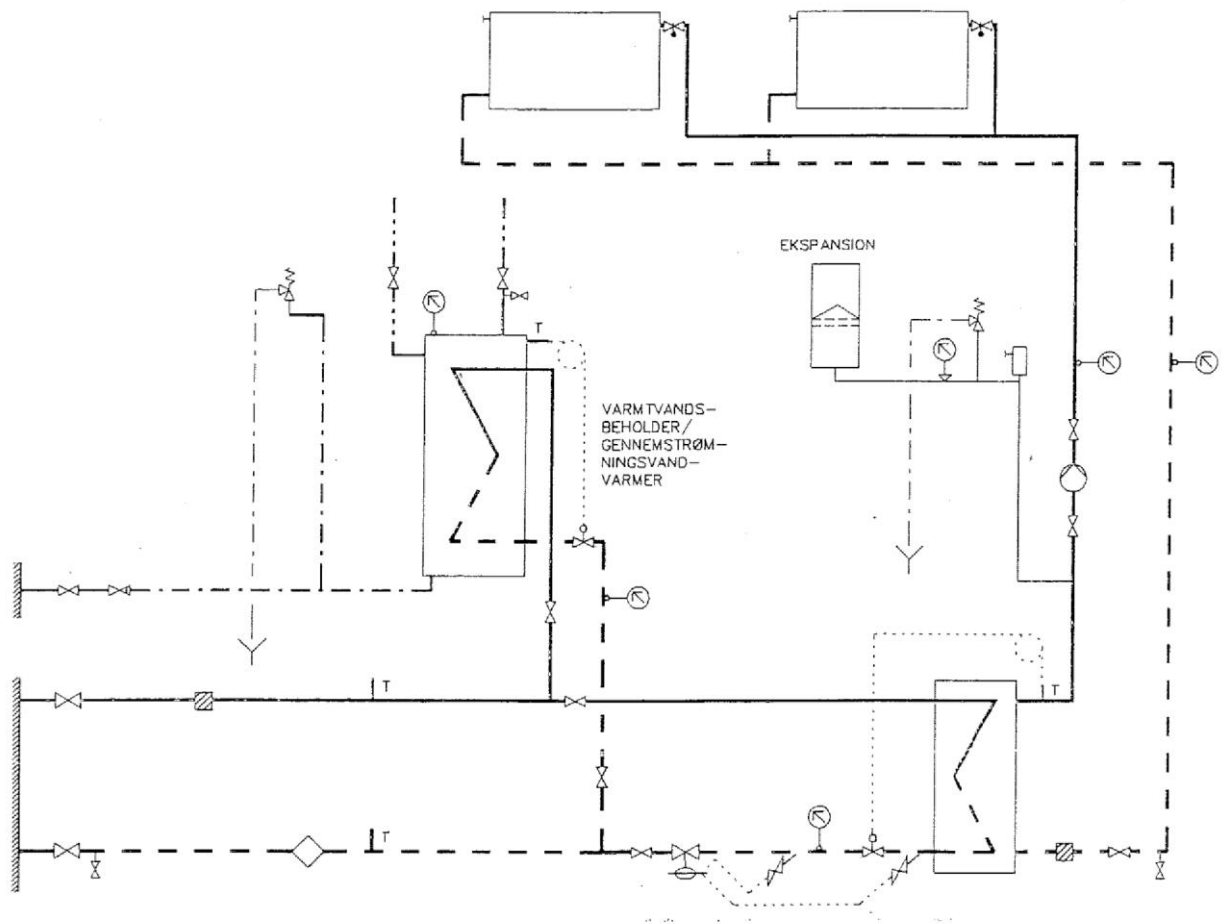 EKSPANSION
T
VARMTVANDS-
BEHOLDER/
GENNEMSTRØM-
NINGSVAND-
VARMER
T
T
T